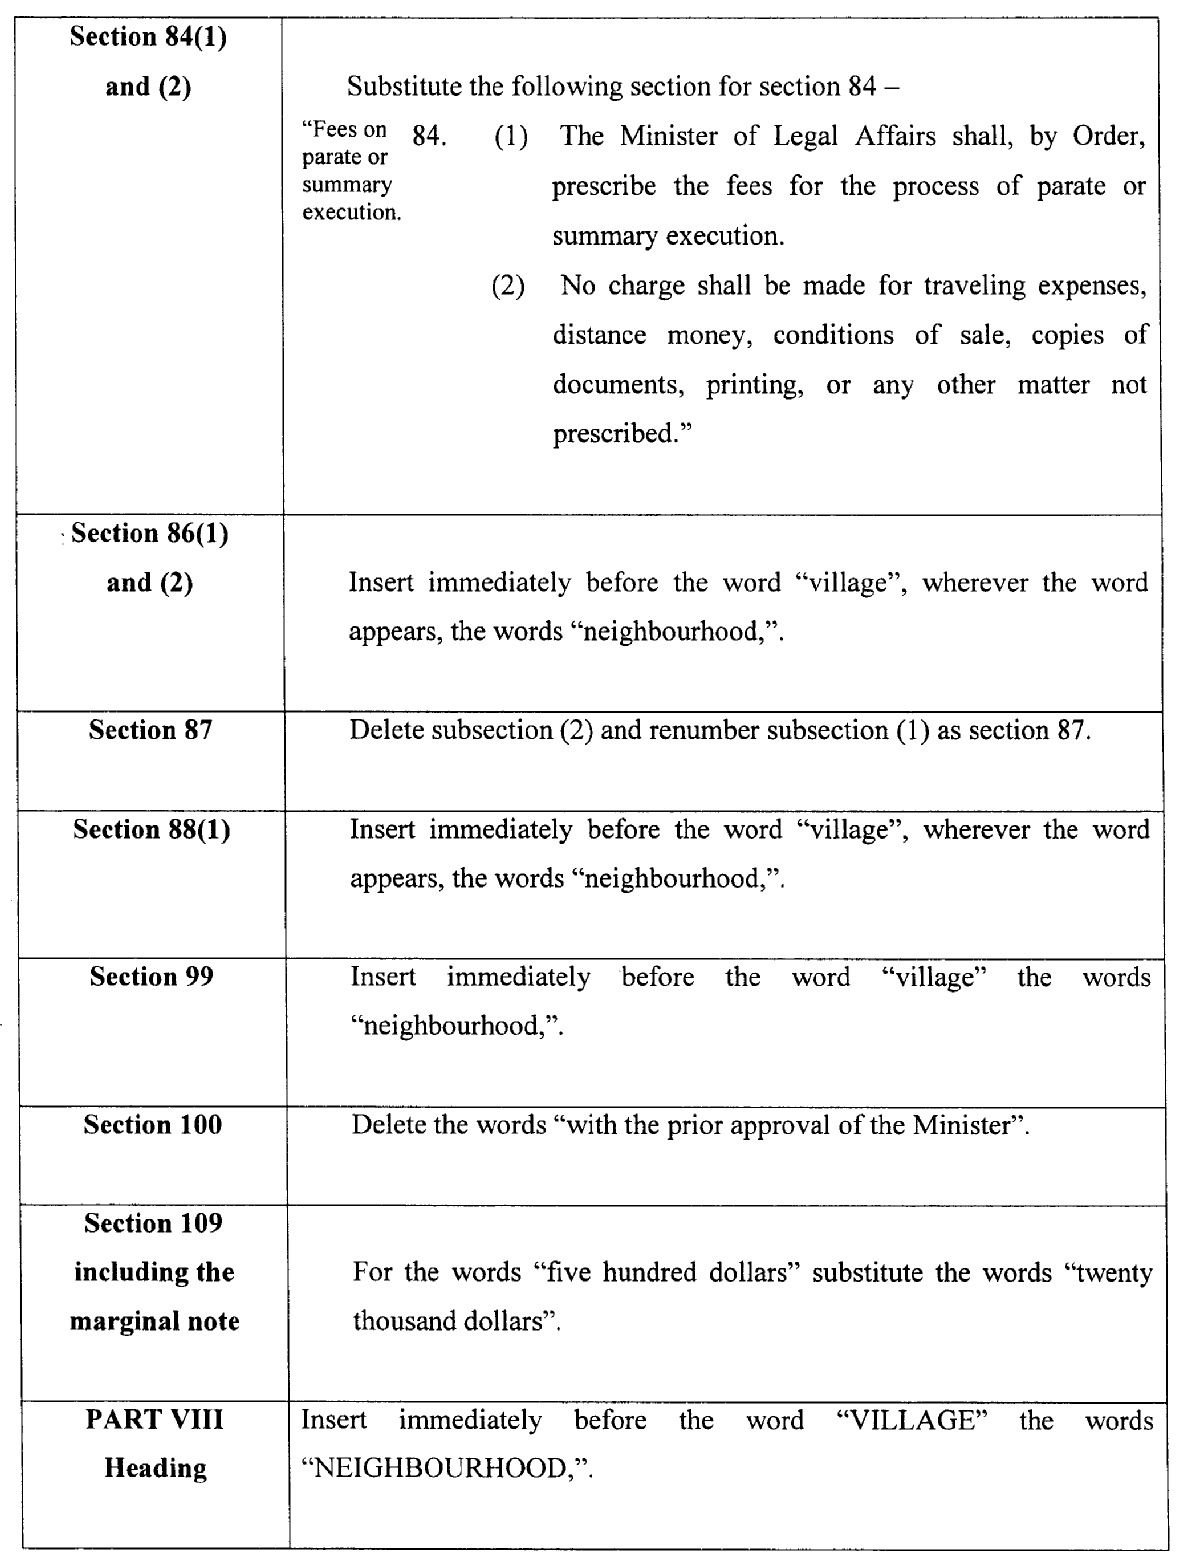 Section 84(1)
and (2)
Substitute the following section for section 84 –
“Fees on
parate or
summary
execution.
84. (1) The Minister of Legal Affairs shall, by Order,
prescribe the fees for the process of parate or
summary execution.
(2) No charge shall be made for traveling expenses,
distance money, conditions of sale, copies of
documents, printing, or any other matter not
prescribed.”
Section 86(1)
and (2)
Insert immediately before the word “village”, wherever the word
appears, the words “neighbourhood,”.
Section 87
Delete subsection (2) and renumber subsection (1) as section 87.
Section 88(1)
Insert immediately before the word “village”, wherever the word
appears, the words “neighbourhood,”.
Section 99
Insert immediately before the word “village” the words
“neighbourhood,”.
Section 100
Delete the words “with the prior approval of the Minister”.
Section 109
including the
marginal note
For the words “five hundred dollars” substitute the words “twenty
thousand dollars”.
PART VIII
Heading
Insert immediately before the word “VILLAGE” the words
“NEIGHBOURHOOD,”.